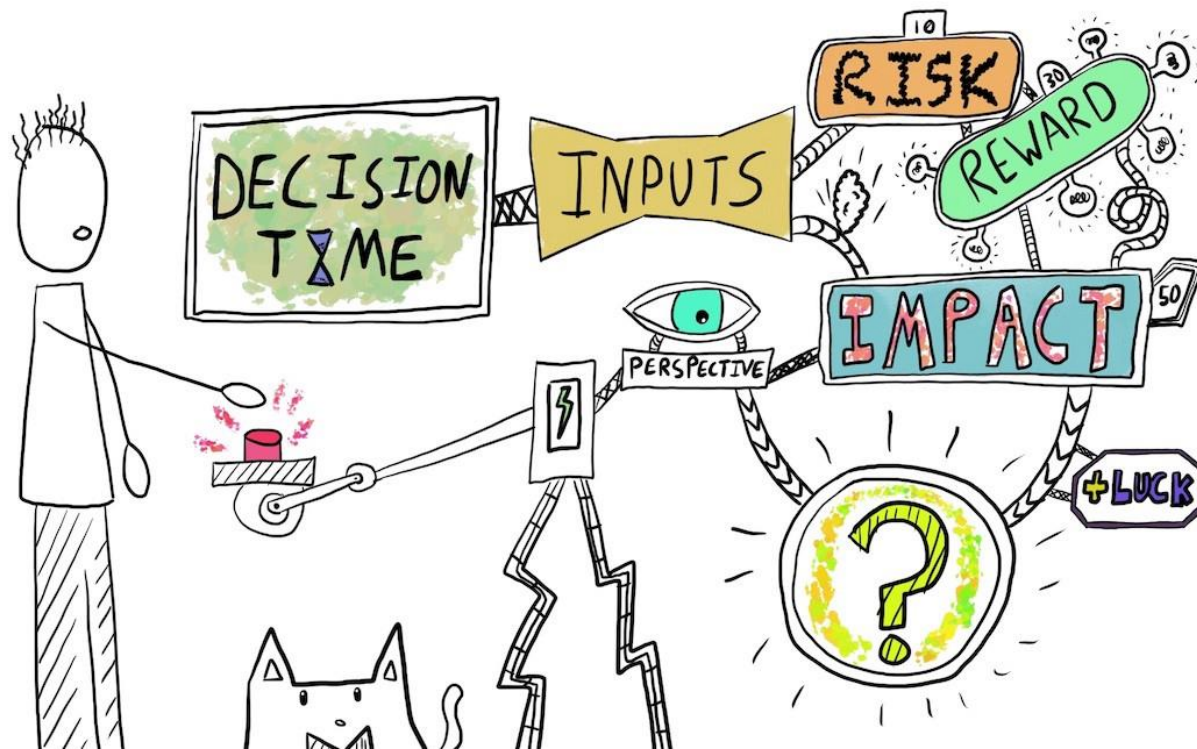 DECISION
TIME
INPUTS
10
RISK
30
REWARD
IMPACT
50
PERSPECTIVE
+LUCK
?